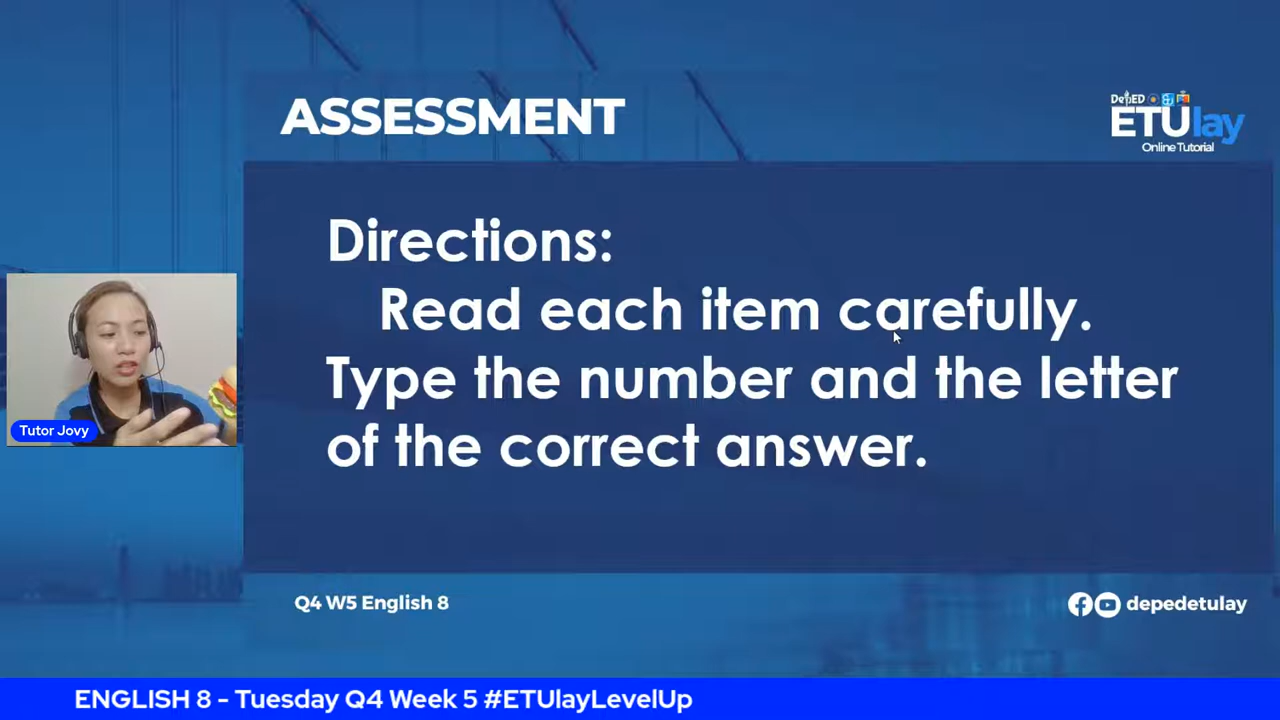 ASSESSMENT
DepED
ETUlay
Online Tutorial
Directions:
Read each item carefully.
Type the number and the letter
of the correct answer.
Tutor Jovy
Q4 W5 English 8
depedetulay
ENGLISH 8 - Tuesday Q4 Week 5 #ETUlayLevelUp